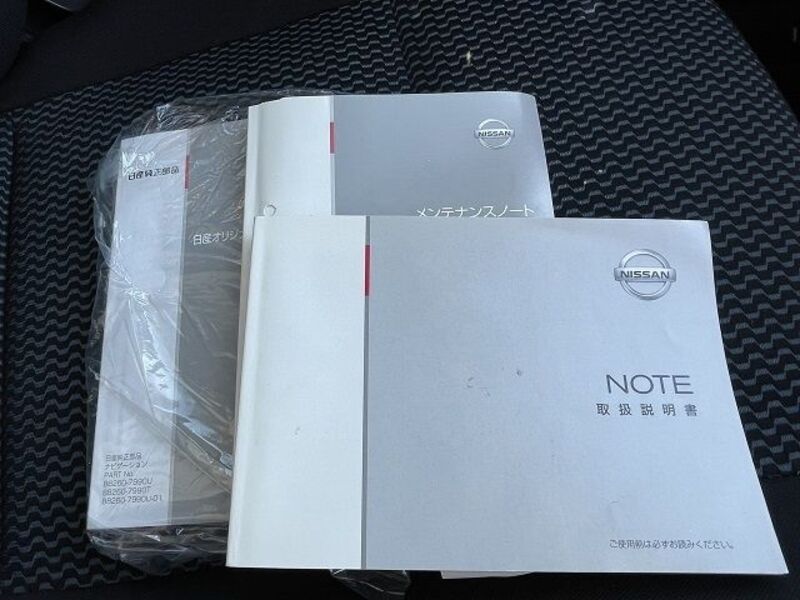 日産純正部品
日産オリジ
日産純正部品
ナビゲーション
PART No.
B8260-7990U
B8260-7990T
B8260-7990U-01
NISSAN
メンテナンスノート
NISSAN
NOTE
取扱説明書
ご使用前は必ずお読みください。